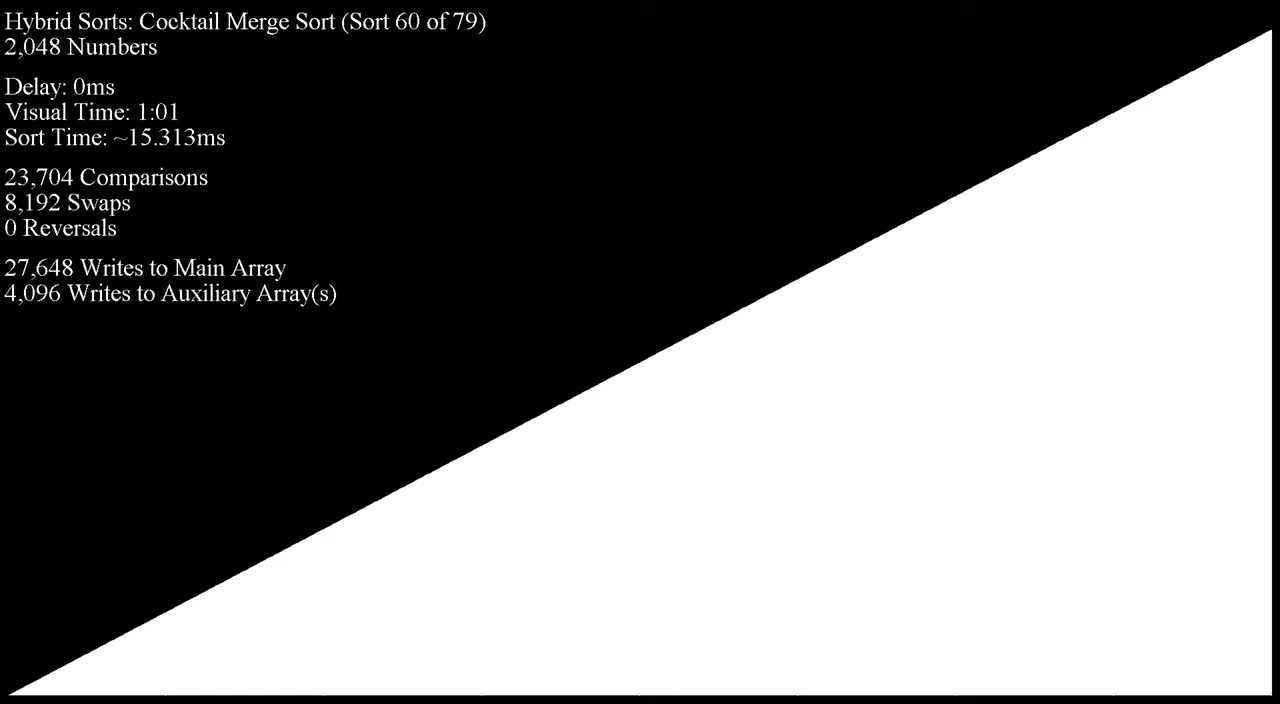 Hybrid Sorts: Cocktail Merge Sort (Sort 60 of 79)
2,048 Numbers
Delay: 0ms
Visual Time: 1:01
Sort Time: ~15.313ms
23,704 Comparisons
8,192 Swaps
0 Reversals
27,648 Writes to Main Array
4,096 Writes to Auxiliary Array(s)